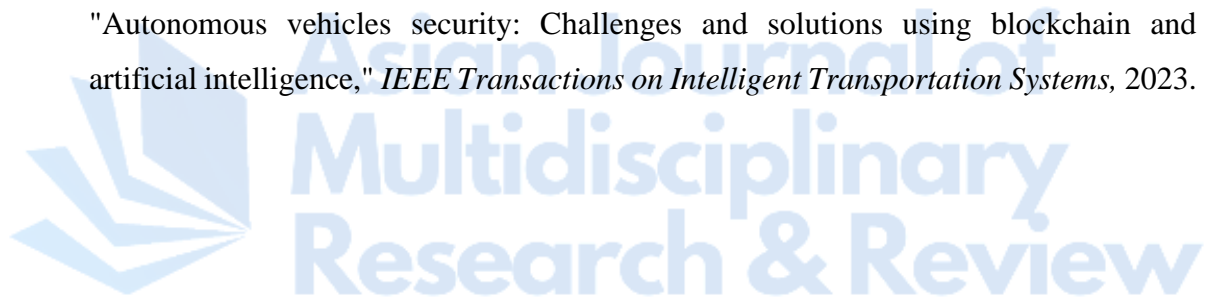 "Autonomous vehicles security: Challenges and solutions using blockchain and
artificial intelligence," IEEE Transactions on Intelligent Transportation Systems, 2023.
Asian Journal of
Multidisciplinary
Research & Review